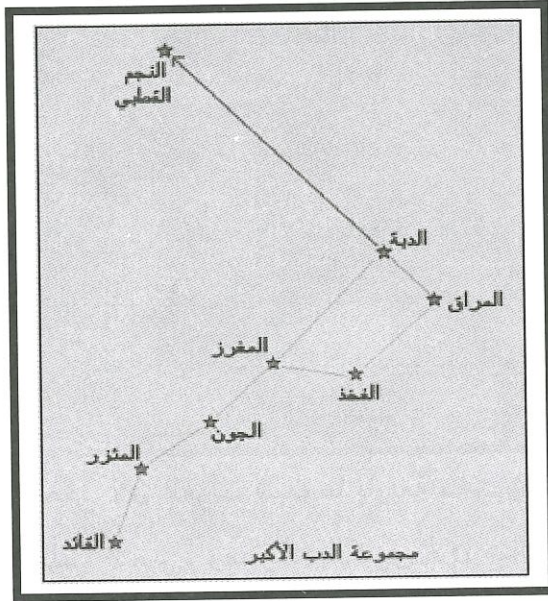 النجم
القطبي
الدبة
المراق
المغرز
الفخذ
الجون
المئزر
القائد
مجموعة الدب الأكبر